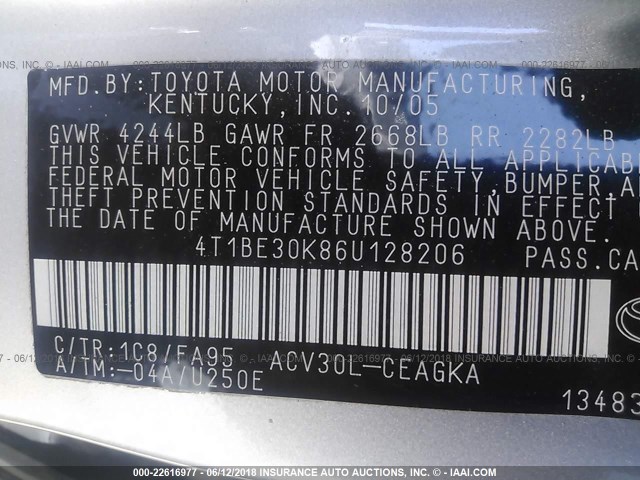 MFD.BY:TOYOTA MOTOR MANUFACTURING,
KENTUCKY,INC. 10/05
GVWR 4244LB GAWR FR 2668LB RR 2282LB
THIS VEHICLE CONFORMS TO ALL APPLICABL
FEDERAL MOTOR VEHICLE SAFETY,BUMPER A
THEFT PREVENTION STANDARDS IN EFFECT
THE DATE OF MANUFACTURE SHOWN ABOVE.
4T1BE30K86U128206 PASS.CA
C/TR:1C8/FA95 ACV30L-CEAGKA
A/TM:-04A/U250E
13483
000-22616977 - 06/12/2018 INSURANCE AUTO AUCTIONS - IAAI.COM